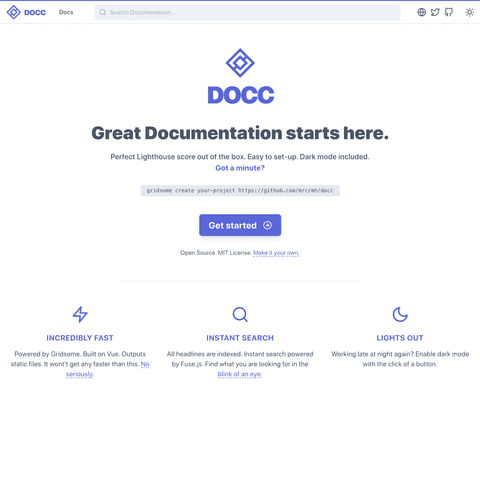 DOCC
Docs
Search Documentation...
DOCC
Great Documentation starts here.
Perfect Lighthouse score out of the box. Easy to set-up. Dark mode included.
Got a minute?
gridsome create your-project https://github.com/mrcrmn/docc
Get started
Open Source. MIT License. Make it your own.
INCREDIBLY FAST
Powered by Gridsome. Built on Vue. Outputs
static files. It wont't get any faster than this. No
seriously.
INSTANT SEARCH
All headlines are indexed. Instant search powered
by Fuse.js. Find what you are looking for in the
blink of an eye.
LIGHTS OUT
Working late at night again? Enable dark mode
with the click of a button.